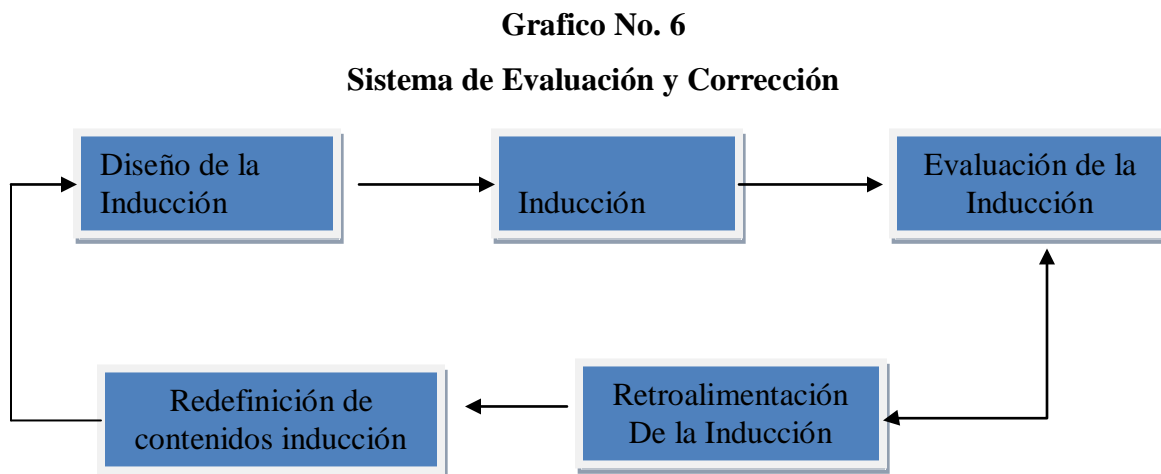 Grafico No. 6
Sistema de Evaluación y Corrección
Diseño de la
Inducción
Inducción
Evaluación de la
Inducción
Redefinición de
contenidos inducción
Retroalimentación
De la Inducción